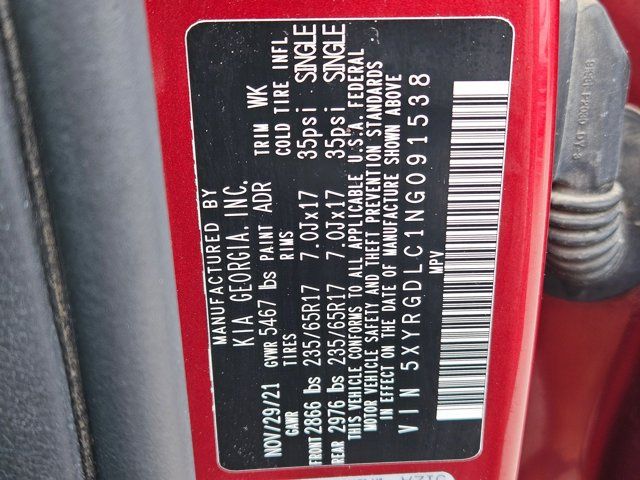 MANUFACTURED BY
KIA GEORGIA, INC.
NOV/29/21 GVWR 5467 lbs PAINT ADR TRIM WK
GAWR TIRES RIMS COLD TIRE INFL
FRONT 2866 lbs 235/65R17 7.0Jx17 35psi SINGLE
REAR 2976 lbs 235/65R17 7.0Jx17 35psi SINGLE
THIS VEHICLE CONFORMS TO ALL APPLICABLE U.S.A. FEDERAL
MOTOR VEHICLE SAFETY AND THEFT PREVENTION STANDARDS
IN EFFECT ON THE DATE OF MANUFACTURE SHOWN ABOVE
VIN 5XYRGDLC1NG091538
MPV